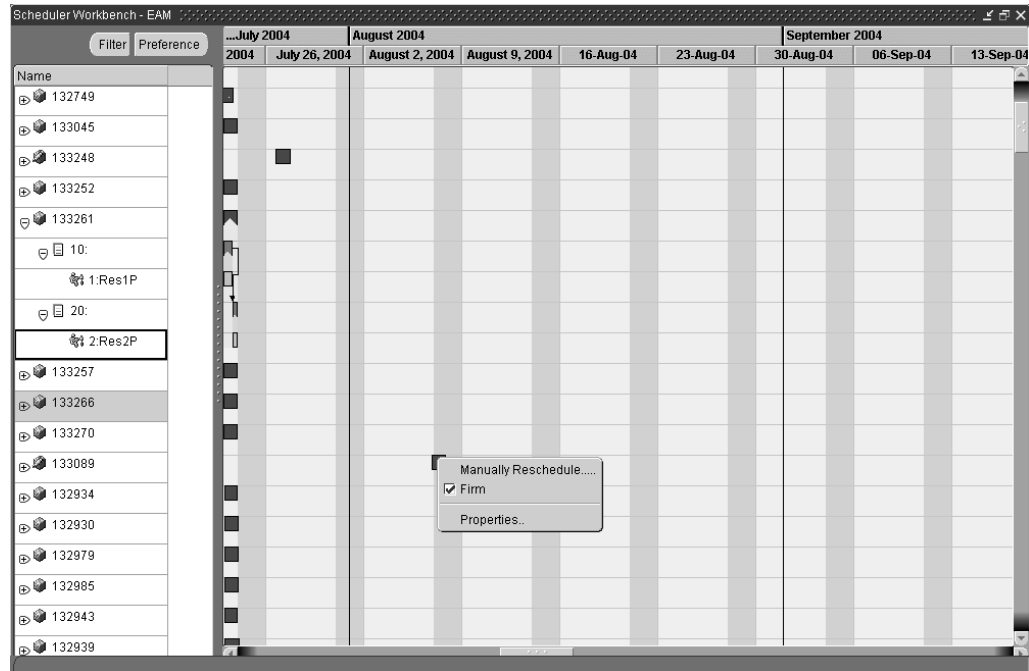 Scheduler Workbench - EAM
Filter Preference
...July 2004 August 2004 September 2004
2004 July 26, 2004 August 2, 2004 August 9, 2004 16-Aug-04 23-Aug-04 30-Aug-04 06-Sep-04 13-Sep-04
Name
132749
133045
133248
133252
133261
10:
1:Res1P
20:
2:Res2P
133257
133266
133270
133089
Manually Reschedule.....
Firm
132934
Properties..
132930
132979
132985
132943
132939